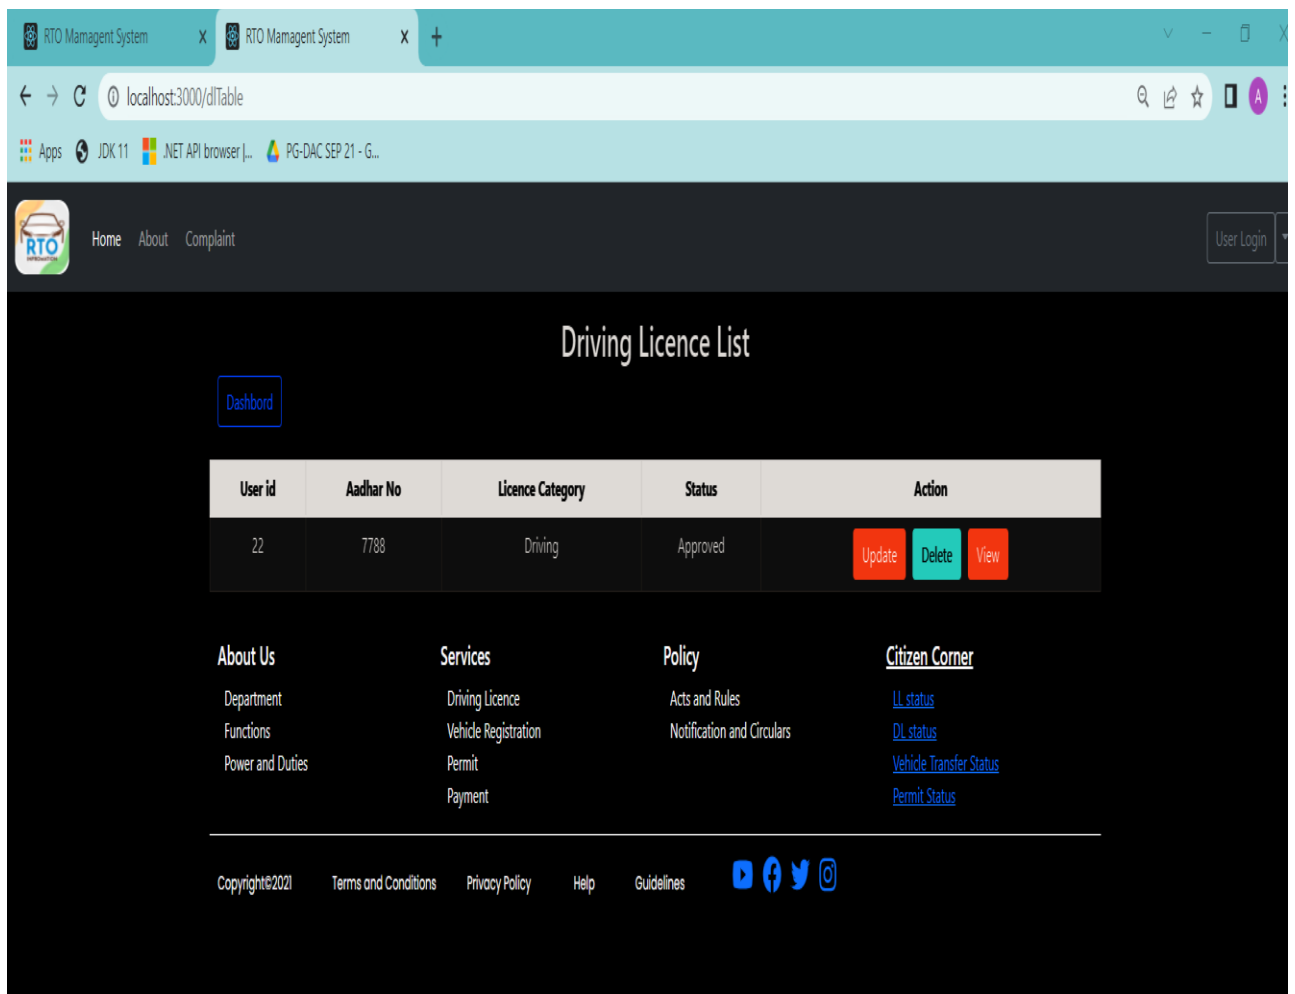 RTO Mamagent System
RTO Mamagent System
localhost:3000/dlTable
A
Apps JDK 11 .NET API browser |... PG-DAC SEP 21 - G...
RTO
Home About Complaint User Login
Driving Licence List
Dashbord
User id Aadhar No Licence Category Status Action
22 7788 Driving Approved Update Delete View
About Us Services Policy Citizen Corner
Department Driving Licence Acts and Rules LL status
Functions Vehicle Registration Notification and Circulars DL status
Power and Duties Permit Vehicle Transfer Status
Payment Permit Status
Copyright©2021 Terms and Conditions Privacy Policy Help Guidelines